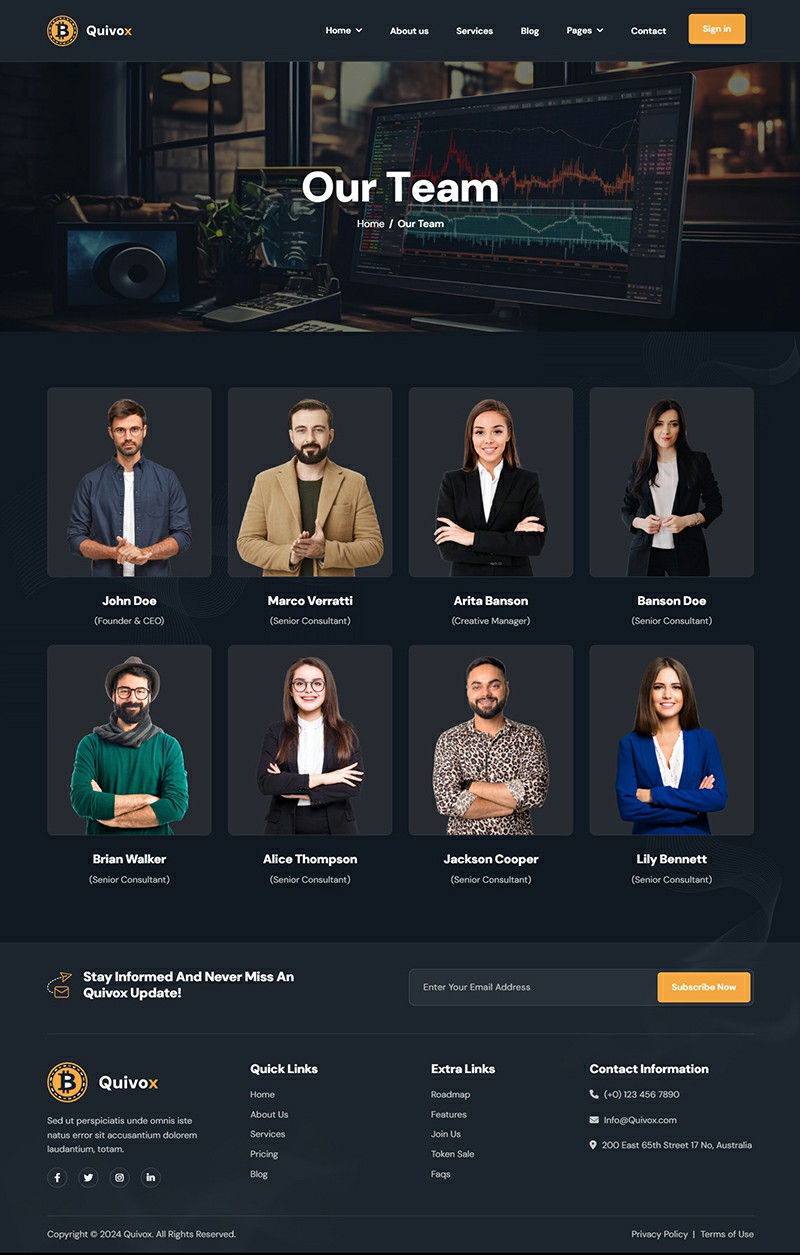 Quivox
Home About us Services Blog Pages Contact Sign in
Our Team
Home / Our Team
John Doe
(Founder & CEO)
Marco Verratti
(Senior Consultant)
Arita Banson
(Creative Manager)
Banson Doe
(Senior Consultant)
Brian Walker
(Senior Consultant)
Alice Thompson
(Senior Consultant)
Jackson Cooper
(Senior Consultant)
Lily Bennett
(Senior Consultant)
Stay Informed And Never Miss An
Quivox Update!
Enter Your Email Address
Subscribe Now
Quivox
Sed ut perspiciatis unde omnis iste
natus error sit accusantium dolorem
laudantium, totam.
Quick Links
Home
About Us
Services
Pricing
Blog
Extra Links
Roadmap
Features
Join Us
Token Sale
Faqs
Contact Information
(+0) 123 456 7890
Info@Quivox.com
200 East 65th Street 17 No, Australia
Copyright © 2024 Quivox. All Rights Reserved.
Privacy Policy | Terms of Use